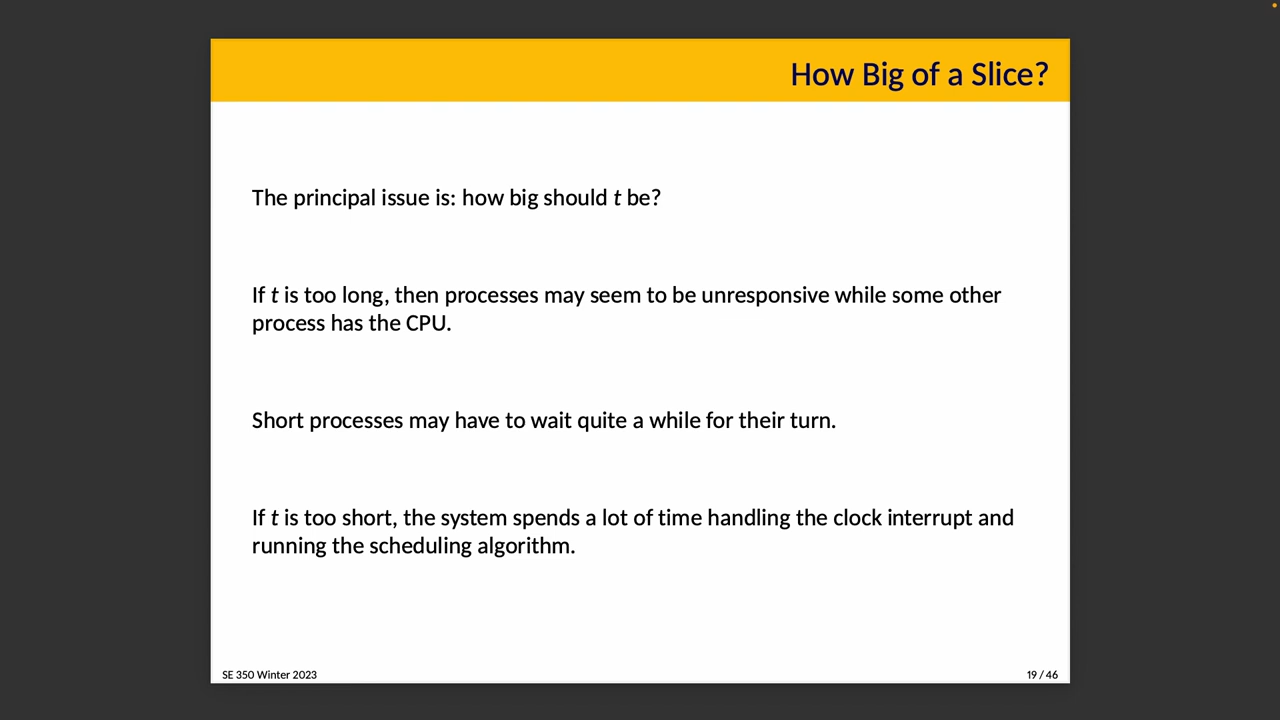 How Big of a Slice?
The principal issue is: how big should t be?
If t is too long, then processes may seem to be unresponsive while some other
process has the CPU.
Short processes may have to wait quite a while for their turn.
If t is too short, the system spends a lot of time handling the clock interrupt and
running the scheduling algorithm.
SE 350 Winter 2023
19 / 46